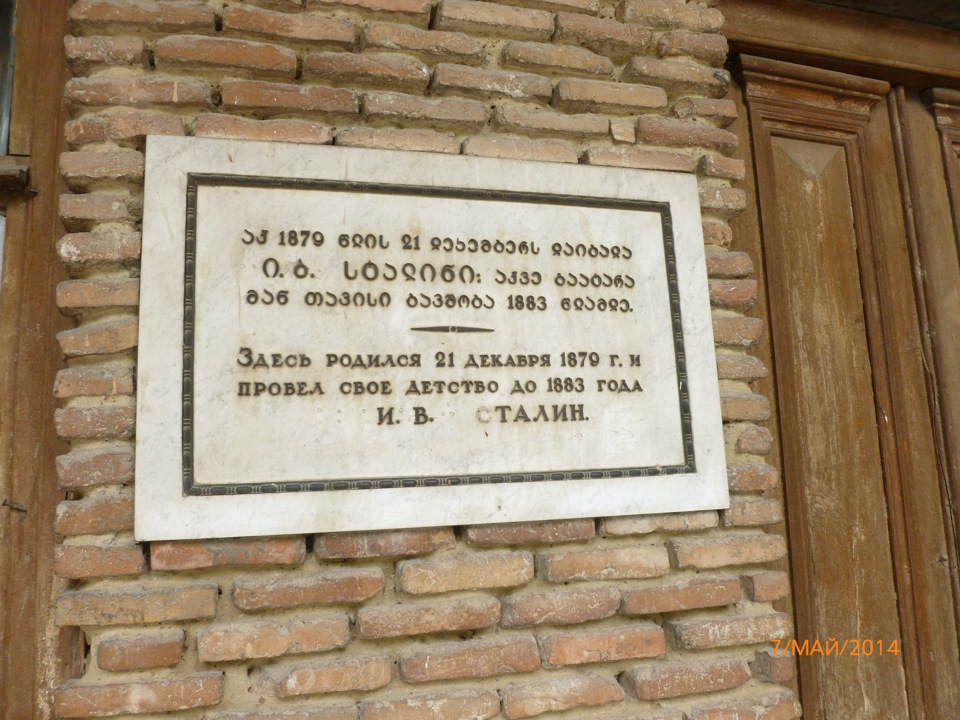 აქ 1879 წლის 21 დეკემბერს დაიბადა
ი. ბ. სტალინი: აქვე გაატარა
მან თავისი ბავშობა 1883 წლამდე.
Здесь родился 21 декабря 1879 г. и
провел свое детство до 1883 года
И. В. Сталин.
7/МАЙ/2014